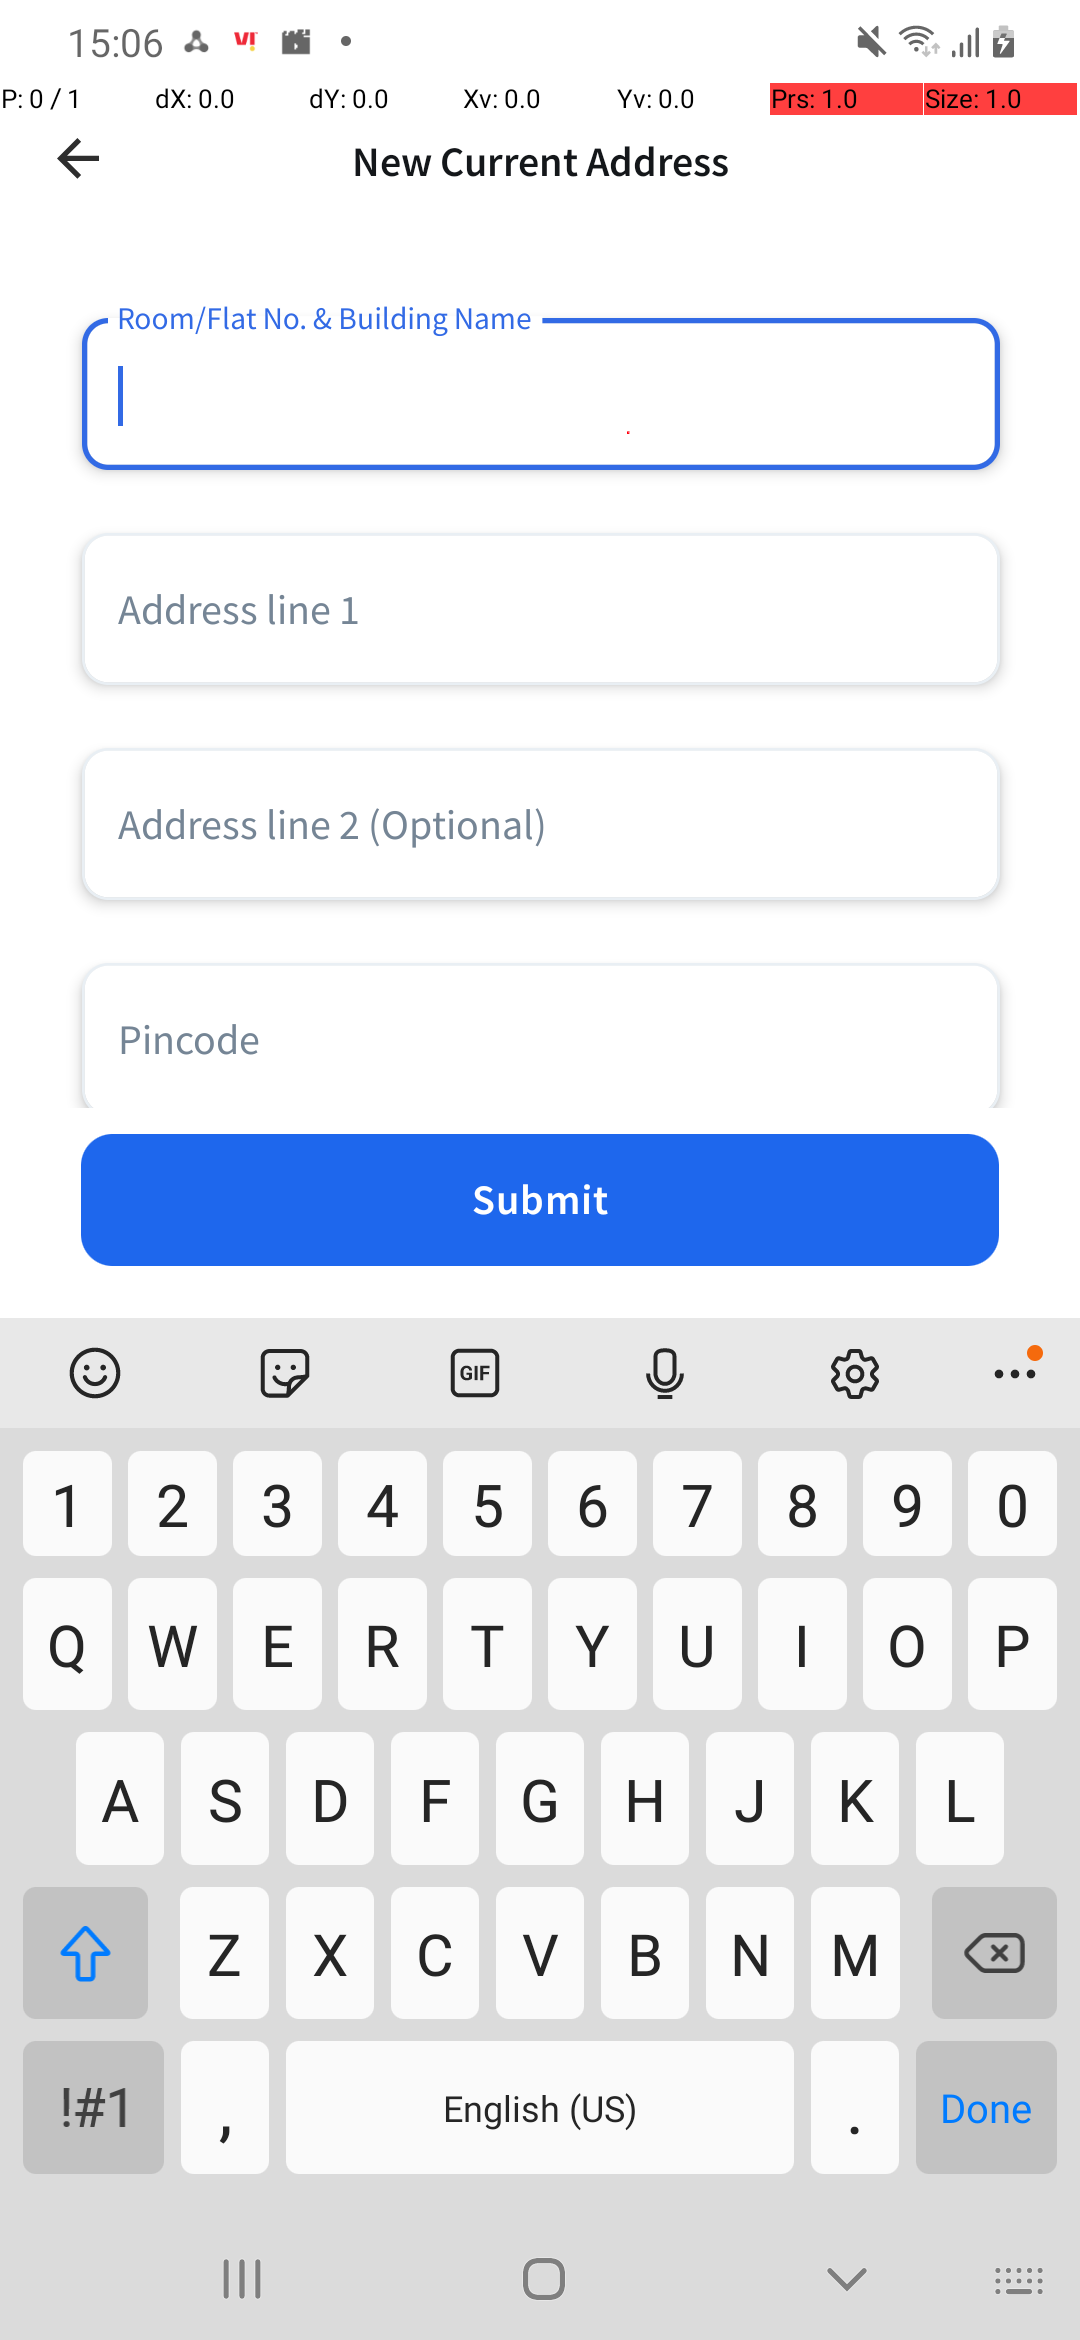 15:06 VI!
P: 0 / 1 dX: 0.0 dY: 0.0 Xv: 0.0 Yv: 0.0 Prs: 1.0 Size: 1.0
New Current Address
Room/Flat No. & Building Name
Address line 1
Address line 2 (Optional)
Pincode
Submit
GIF
1 2 3 4 5 6 7 8 9 0
Q W E R T Y U I O P
A S D F G H J K L
Z X C V B N M
!#1 , English (US) . Done